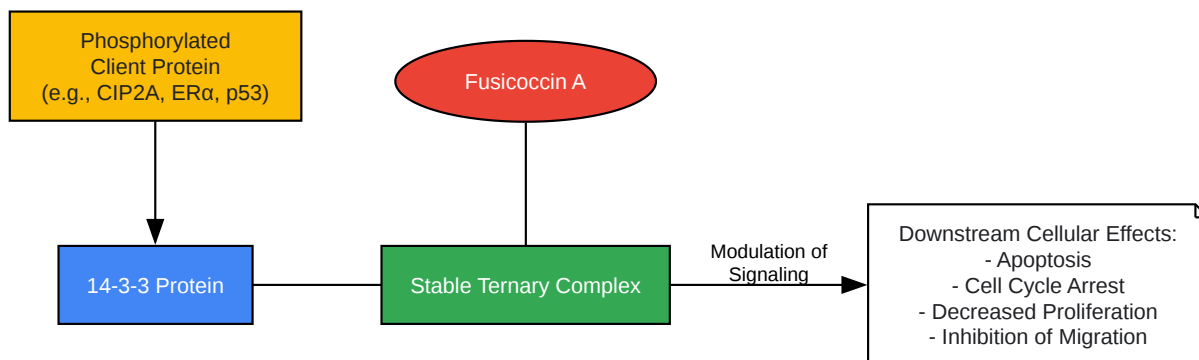 Phosphorylated
Client Protein
(e.g., CIP2A, ERα, p53)
Fusicoccin A
14-3-3 Protein
Stable Ternary Complex
Modulation of
Signaling
Downstream Cellular Effects:
- Apoptosis
- Cell Cycle Arrest
- Decreased Proliferation
- Inhibition of Migration